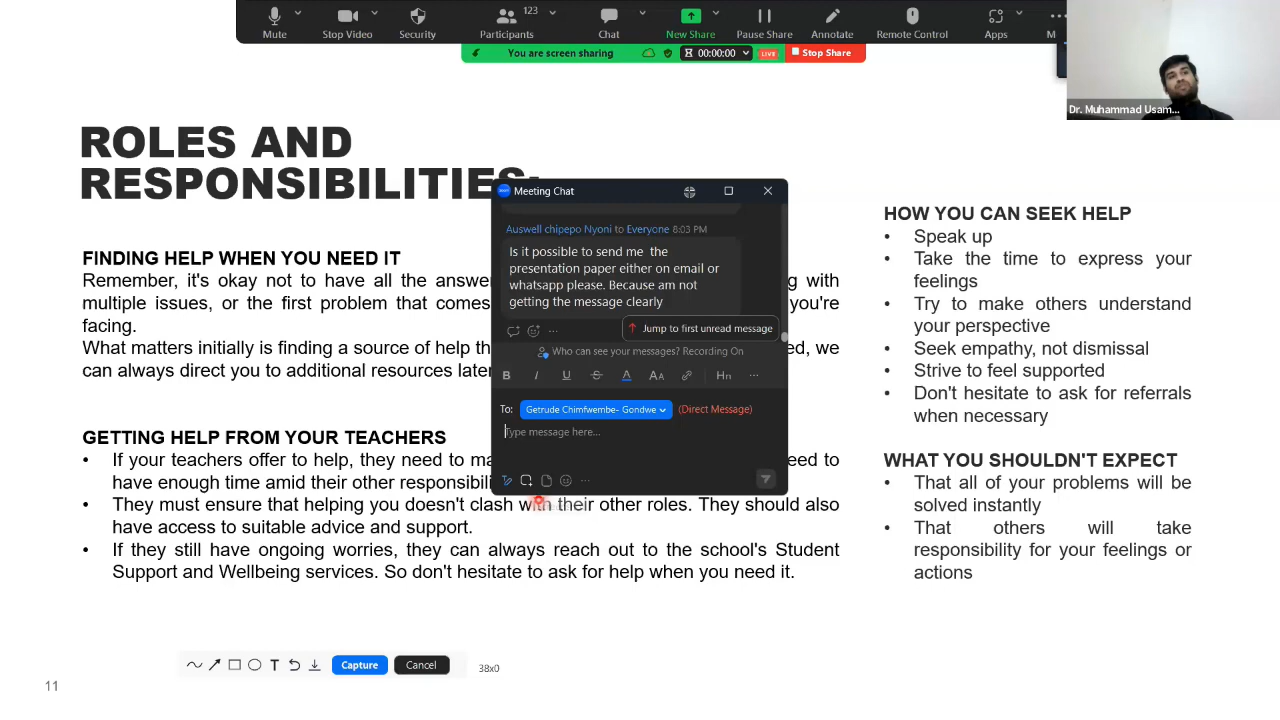 Mute
Stop Video
Security
Participants
123
Chat
New Share
Pause Share
Annotate
Remote Control
Apps
M
You are screen sharing
00:00:00
LIVE
Stop Share
Dr. Muhammad Usam...
ROLES AND
RESPONSIBILITIES:
FINDING HELP WHEN YOU NEED IT
Remember, it's okay not to have all the answe
g with
multiple issues, or the first problem that comes
you're
facing.
What matters initially is finding a source of help th
ed, we
can always direct you to additional resources later
GETTING HELP FROM YOUR TEACHERS
• If your teachers offer to help, they need to ma
eed to
have enough time amid their other responsibili
• They must ensure that helping you doesn't clash with their other roles. They should also
have access to suitable advice and support.
• If they still have ongoing worries, they can always reach out to the school's Student
Support and Wellbeing services. So don't hesitate to ask for help when you need it.
Meeting Chat
Auswell chipepo Nyoni to Everyone 8:03 PM
Is it possible to send me the
presentation paper either on email or
whatsapp please. Because am not
getting the message clearly
Jump to first unread message
Who can see your messages? Recording On
To: Getrude Chimfwembe- Gondwe (Direct Message)
Type message here...
HOW YOU CAN SEEK HELP
• Speak up
• Take the time to express your
feelings
• Try to make others understand
your perspective
• Seek empathy, not dismissal
• Strive to feel supported
• Don't hesitate to ask for referrals
when necessary
WHAT YOU SHOULDN'T EXPECT
• That all of your problems will be
solved instantly
• That others will take
responsibility for your feelings or
actions
Capture
Cancel
38x0
11